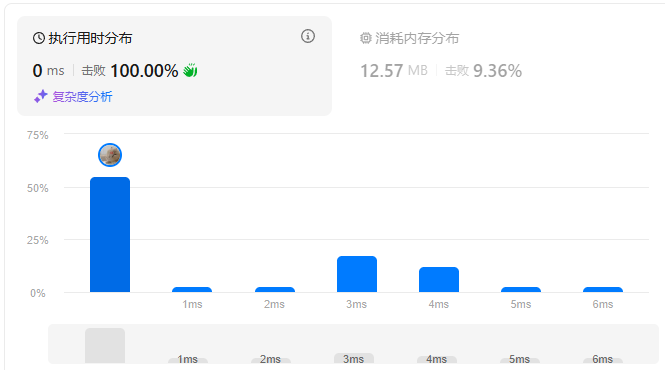 执行用时分布
0 ms 击败 100.00%
复杂度分析
消耗内存分布
12.57 MB 击败 9.36%
75%
50%
25%
0%
1ms 2ms 3ms 4ms 5ms 6ms
1ms 2ms 3ms 4ms 5ms 6ms